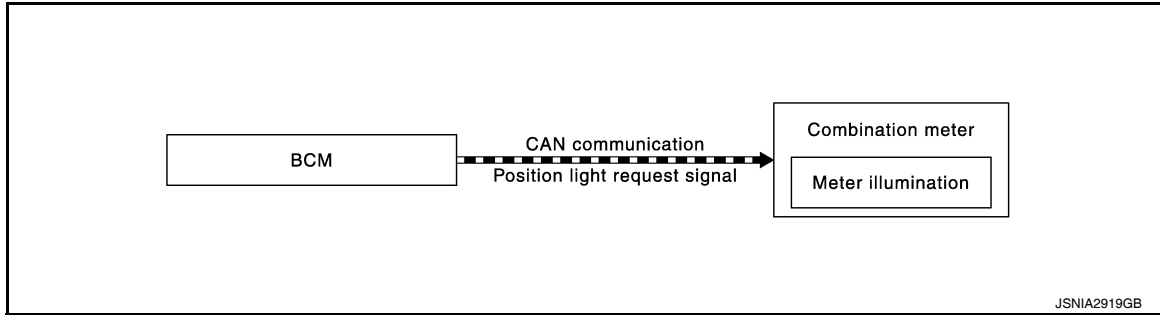 BCM
CAN communication
Position light request signal
Combination meter
Meter illumination
JSNIA2919GB